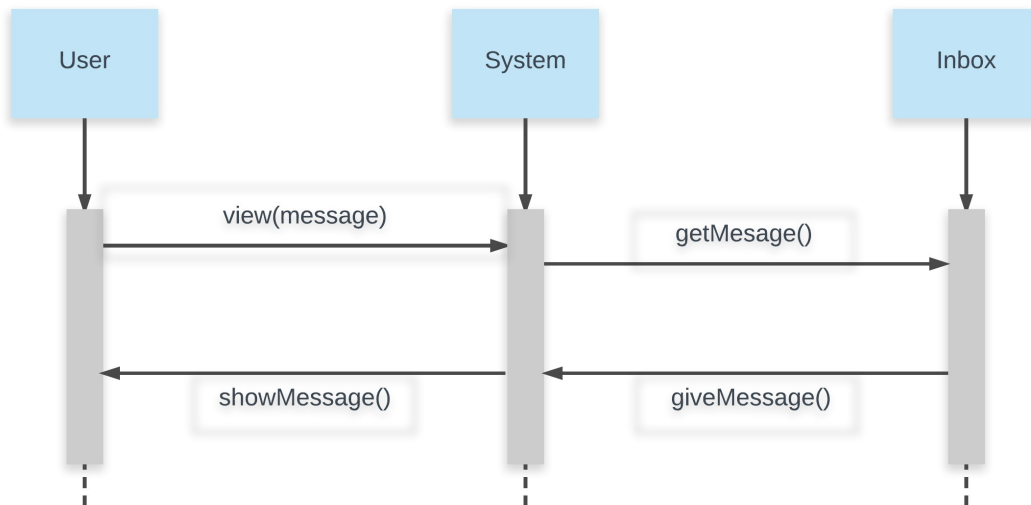 User
System
Inbox
view(message)
getMesage()
showMessage()
giveMessage()